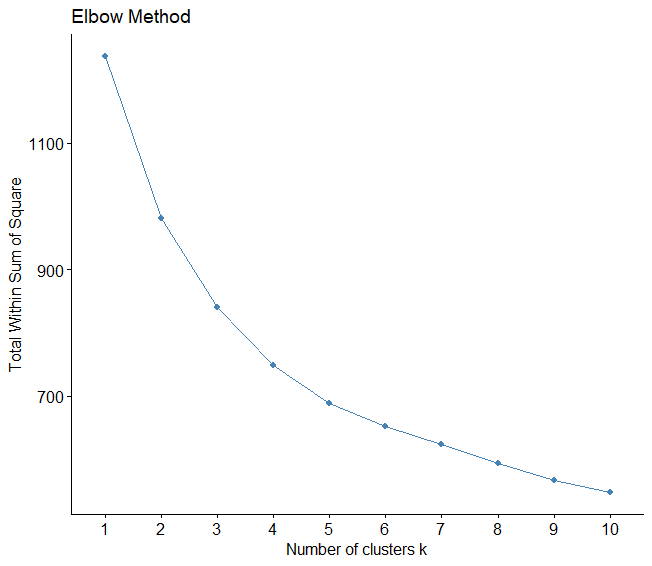 Elbow Method
Total Within Sum of Square
1100
900
700
1 2 3 4 5 6 7 8 9 10
Number of clusters k